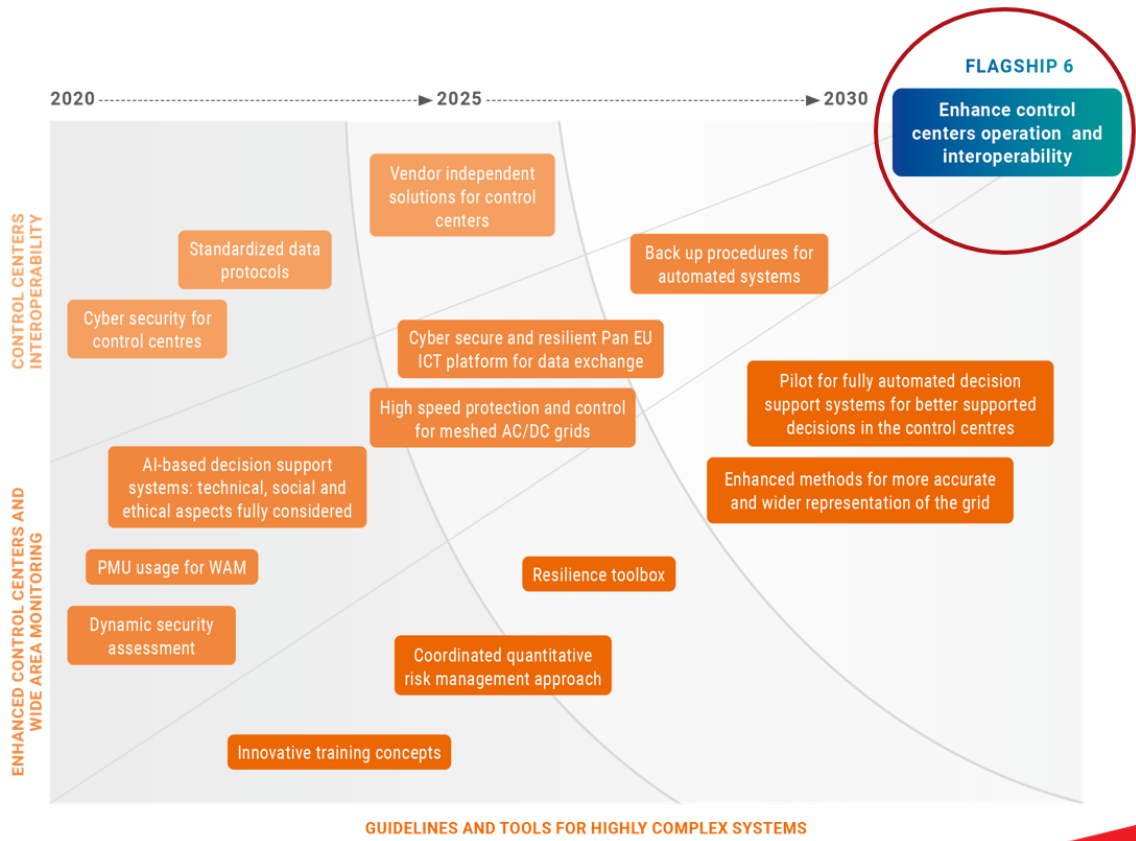 FLAGSHIP 6
Enhance control
centers operation and
interoperability
2020
2025
2030
CONTROL CENTERS
INTEROPERABILITY
Vendor independent
solutions for control
centers
Standardized data
protocols
Back up procedures for
automated systems
Cyber security for
control centres
Cyber secure and resilient Pan EU
ICT platform for data exchange
High speed protection and control
for meshed AC/DC grids
Pilot for fully automated decision
support systems for better supported
decisions in the control centres
ENHANCED CONTROL CENTERS AND
WIDE AREA MONITORING
AI-based decision support
systems: technical, social and
ethical aspects fully considered
Enhanced methods for more accurate
and wider representation of the grid
PMU usage for WAM
Resilience toolbox
Dynamic security
assessment
Coordinated quantitative
risk management approach
Innovative training concepts
GUIDELINES AND TOOLS FOR HIGHLY COMPLEX SYSTEMS